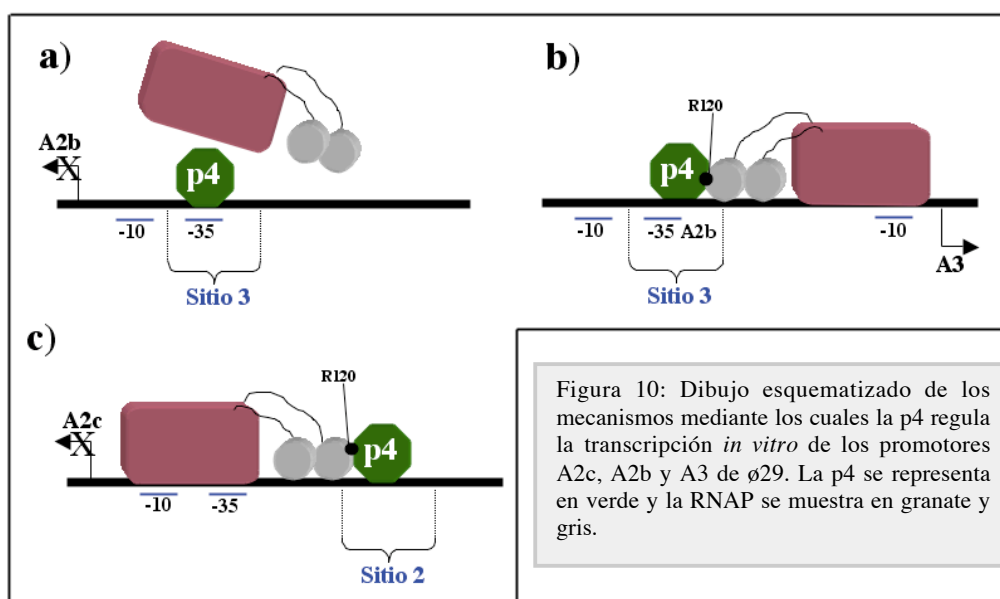 a)
A2b
X
p4
-10
-35
Sitio 3
b)
R120
p4
-10
-35 A2b
-10
A3
Sitio 3
c)
R120
A2c
X
p4
-10
-35
Sitio 2
Figura 10: Dibujo esquematizado de los
mecanismos mediante los cuales la p4 regula
la transcripción in vitro de los promotores
A2c, A2b y A3 de ø29. La p4 se representa
en verde y la RNAP se muestra en granate y
gris.